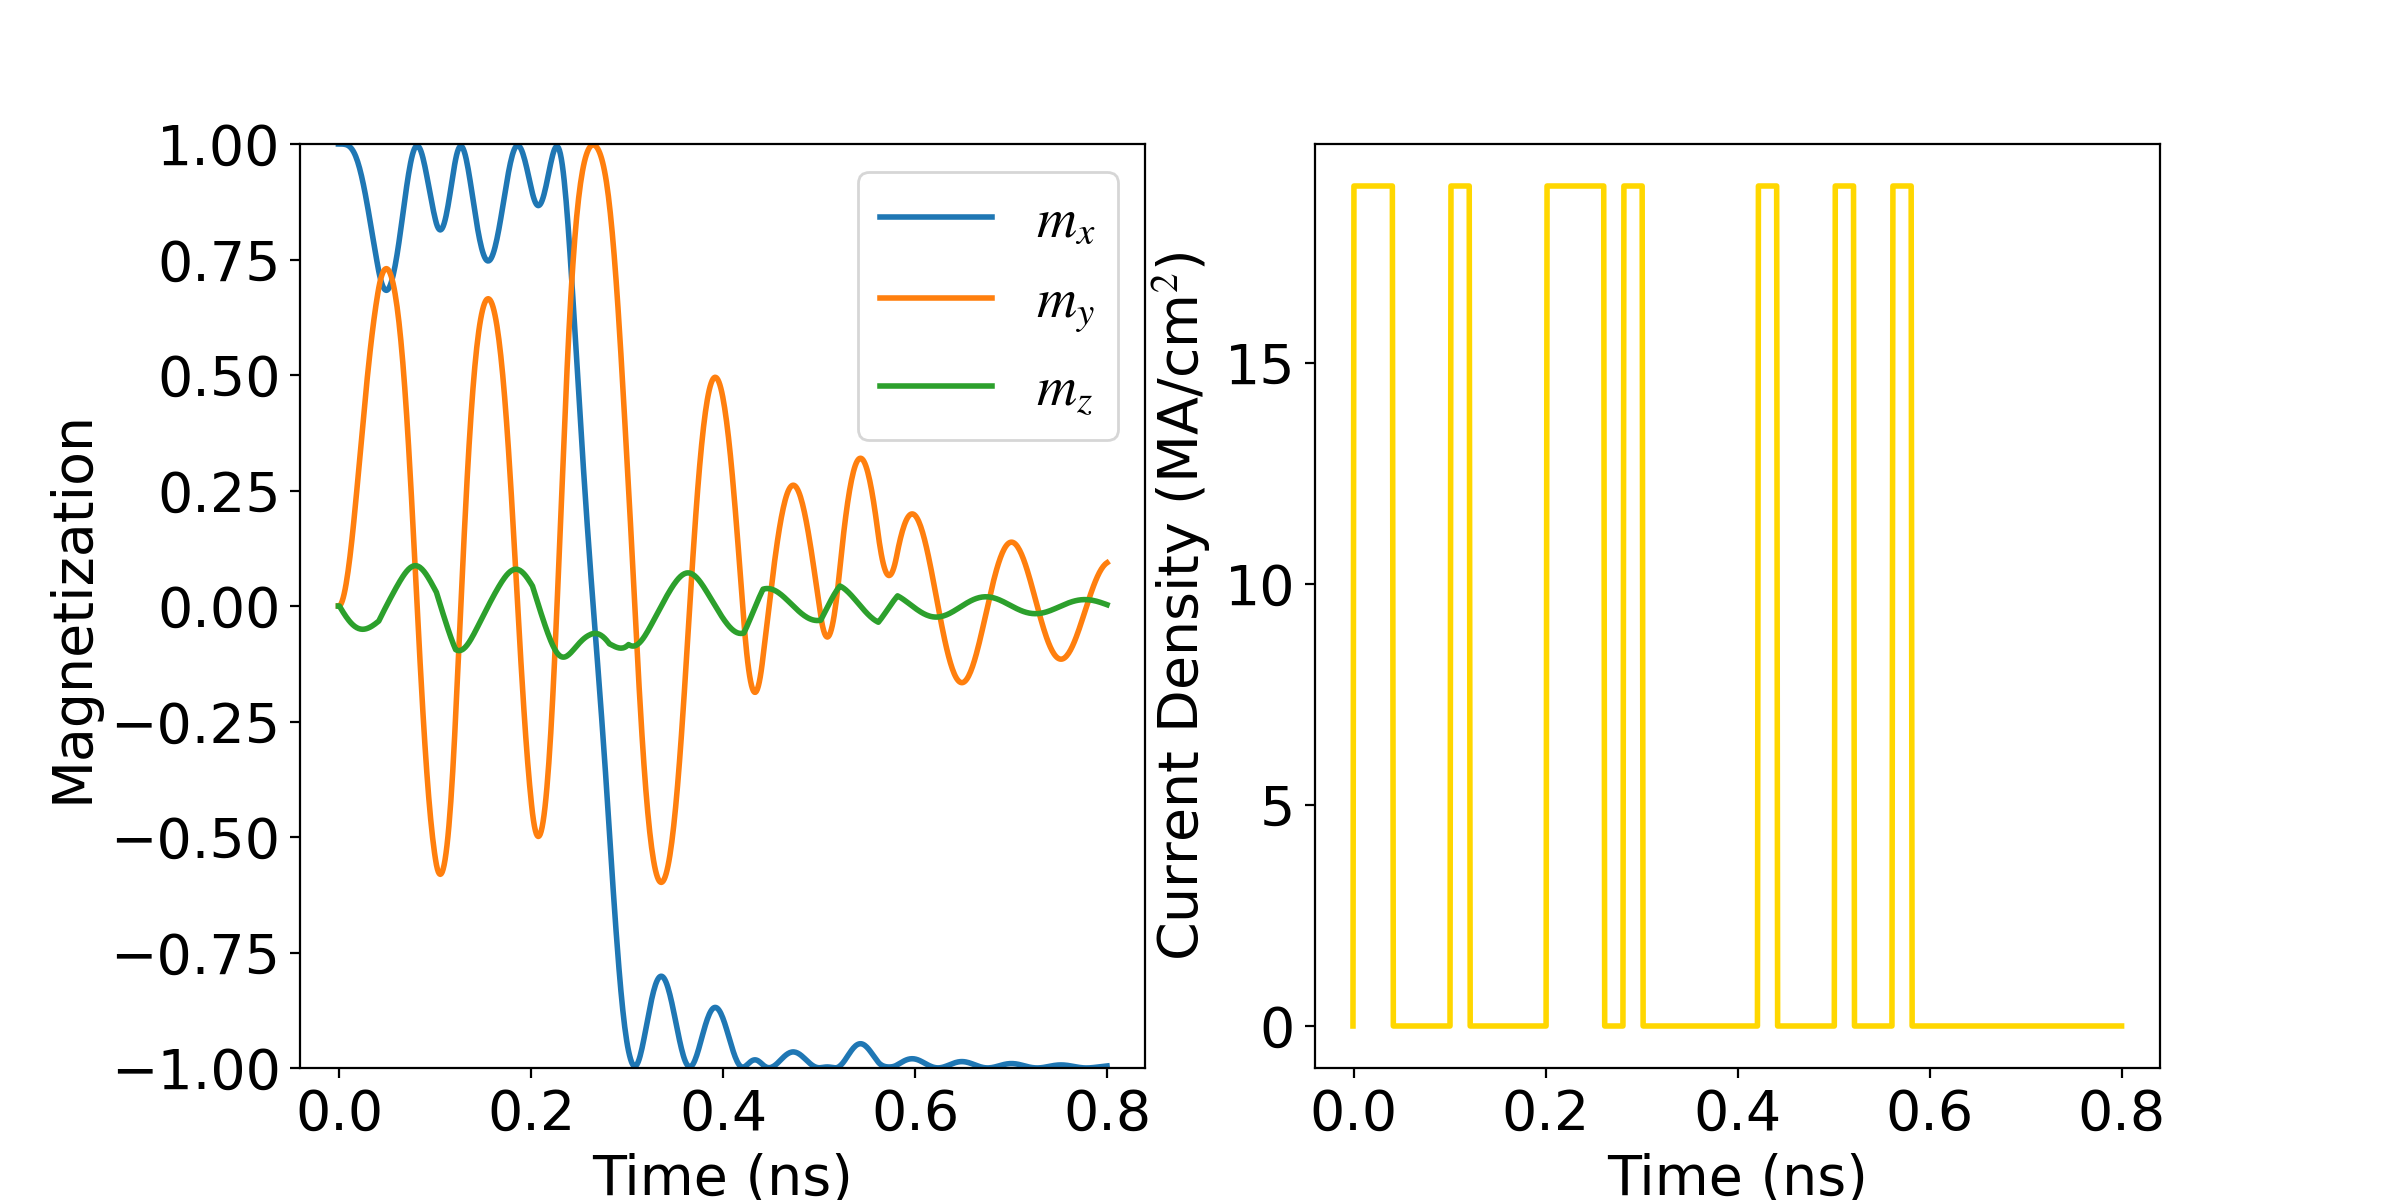 Magnetization
1.00
0.75
0.50
0.25
0.00
−0.25
−0.50
−0.75
−1.00
0.0 0.2 0.4 0.6 0.8
Time (ns)
m_x
m_y
m_z
Current Density (MA/cm²)
15
10
5
0
0.0 0.2 0.4 0.6 0.8
Time (ns)